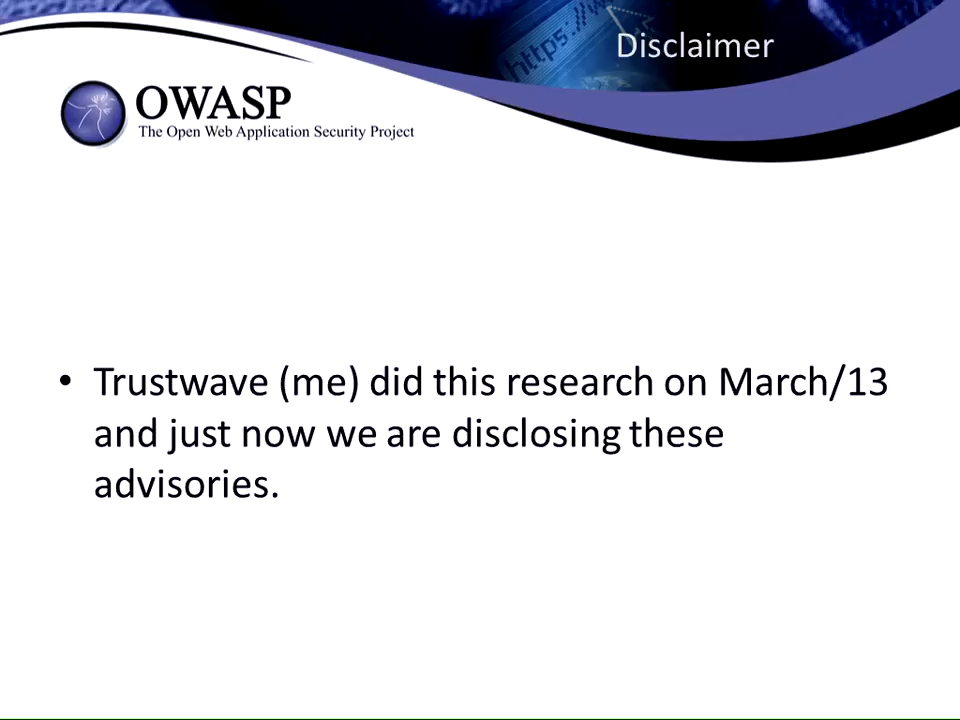 Disclaimer
https://w
OWASP
The Open Web Application Security Project
• Trustwave (me) did this research on March/13
and just now we are disclosing these
advisories.